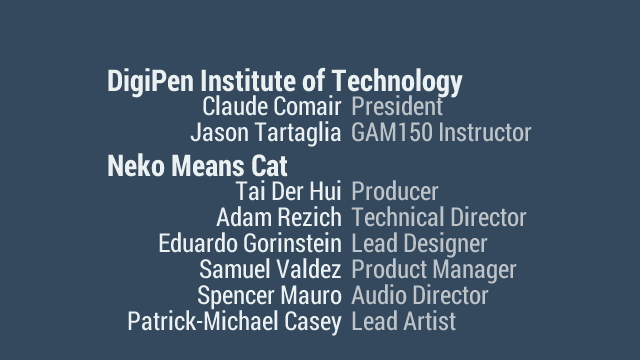 DigiPen Institute of Technology
Claude Comair President
Jason Tartaglia GAM150 Instructor
Neko Means Cat
Tai Der Hui Producer
Adam Rezich Technical Director
Eduardo Gorinstein Lead Designer
Samuel Valdez Product Manager
Spencer Mauro Audio Director
Patrick-Michael Casey Lead Artist